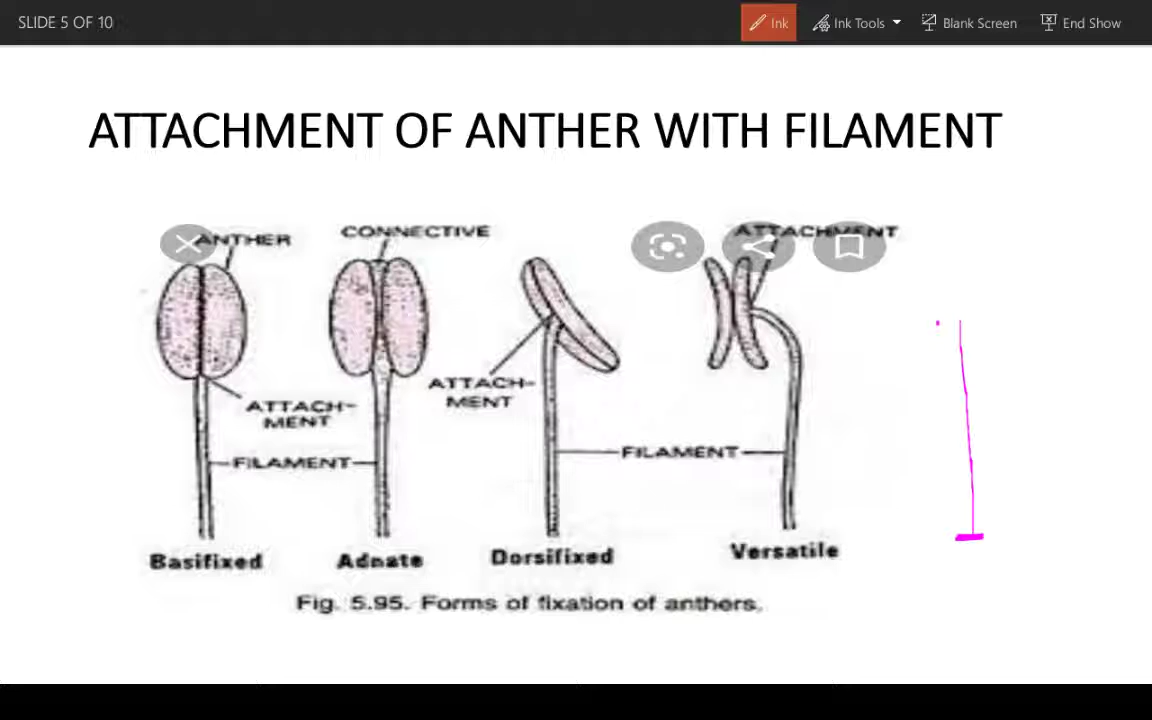 SLIDE 5 OF 10
Ink
Ink Tools
Blank Screen
End Show
ATTACHMENT OF ANTHER WITH FILAMENT
ANTHER
CONNECTIVE
ATTACHMENT
ATTACH-
MENT
ATTACH-
MENT
FILAMENT
FILAMENT
Basifixed
Adnate
Dorsifixed
Versatile
Fig. 5.95. Forms of fixation of anthers.